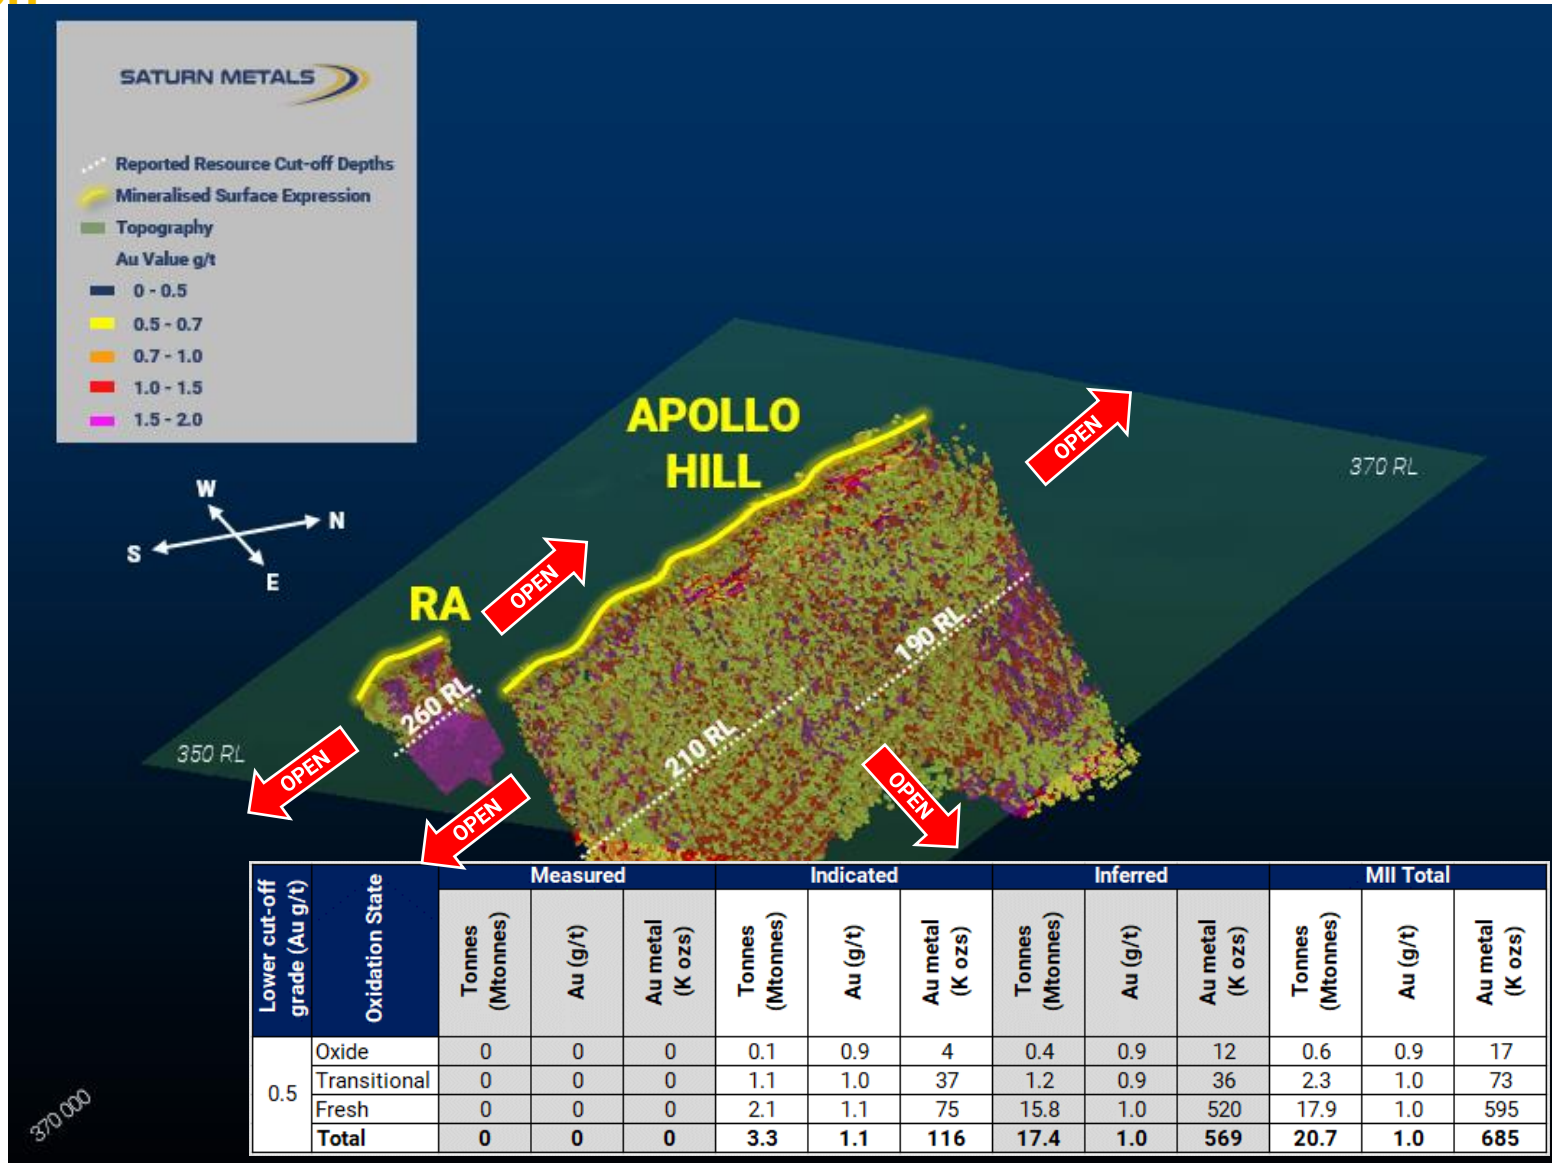 SATURN METALS
Reported Resource Cut-off Depths
Mineralised Surface Expression
Topography
Au Value g/t
0 - 0.5
0.5 - 0.7
0.7 - 1.0
1.0 - 1.5
1.5 - 2.0
W
N
S
E
APOLLO
HILL
RA
OPEN
OPEN
OPEN
OPEN
OPEN
370 RL
350 RL
190 RL
210 RL
260 RL
370 000
Lower cut-off grade (Au g/t) Oxidation State Measured Indicated Inferred MII Total
Tonnes (Mtonnes) Au (g/t) Au metal (K ozs) Tonnes (Mtonnes) Au (g/t) Au metal (K ozs) Tonnes (Mtonnes) Au (g/t) Au metal (K ozs) Tonnes (Mtonnes) Au (g/t) Au metal (K ozs)
0.5
Oxide 0 0 0 0.1 0.9 4 0.4 0.9 12 0.6 0.9 17
Transitional 0 0 0 1.1 1.0 37 1.2 0.9 36 2.3 1.0 73
Fresh 0 0 0 2.1 1.1 75 15.8 1.0 520 17.9 1.0 595
Total 0 0 0 3.3 1.1 116 17.4 1.0 569 20.7 1.0 685